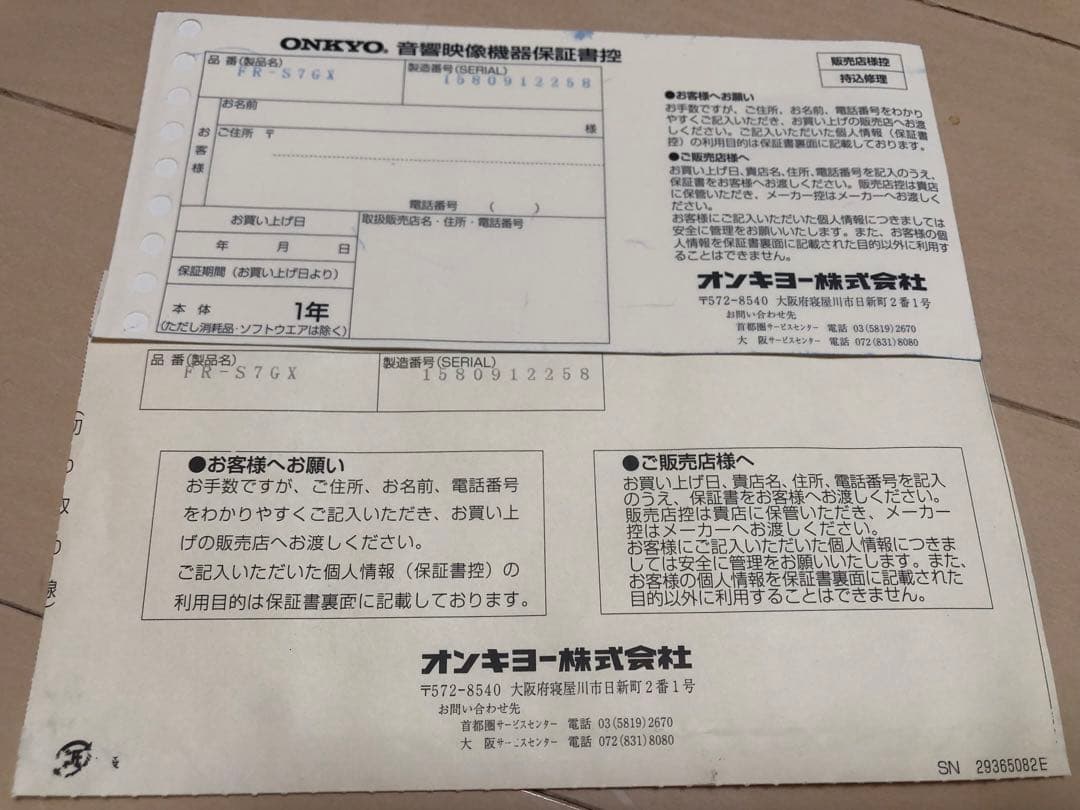 ONKYO® 音響映像機器保証書控
販売店様控
持込修理
品 番(製品名)
FR-S7GX
製造番号(SERIAL)
1580912258
お名前
様
お客様
ご住所 〒
電話番号 ( )
お買い上げ日
年 月 日
保証期間(お買い上げ日より)
本 体 1年
(ただし消耗品・ソフトウエアは除く)
取扱販売店名・住所・電話番号
●お客様へお願い
お手数ですが、ご住所、お名前、電話番号をわかり
やすくご記入いただき、お買い上げの販売店へお渡
しください。ご記入いただいた個人情報(保証書
控)の利用目的は保証書裏面に記載しております。
●ご販売店様へ
お買い上げ日、貴店名、住所、電話番号を記入のうえ、
保証書をお客様へお渡しください。販売店控は貴店
に保管いただき、メーカー控はメーカーへお渡しく
ださい。
お客様にご記入いただいた個人情報につきましては
安全に管理をお願いいたします。また、お客様の個
人情報を保証書裏面に記載された目的以外に利用す
ることはできません。
オンキヨー株式会社
〒572-8540 大阪府寝屋川市日新町2番1号
お問い合わせ先
首都圏サービスセンター 電話 03(5819)2670
大 阪サービスセンター 電話 072(831)8080
品 番(製品名)
FR-S7GX
製造番号(SERIAL)
1580912258
●お客様へお願い
お手数ですが、ご住所、お名前、電話番号
をわかりやすくご記入いただき、お買い上
げの販売店へお渡しください。
ご記入いただいた個人情報(保証書控)の
利用目的は保証書裏面に記載しております。
●ご販売店様へ
お買い上げ日、貴店名、住所、電話番号を記入
のうえ、保証書をお客様へお渡しください。
販売店控は貴店に保管いただき、メーカー
控はメーカーへお渡しください。
お客様にご記入いただいた個人情報につきま
しては安全に管理をお願いいたします。また、
お客様の個人情報を保証書裏面に記載された
目的以外に利用することはできません。
オンキヨー株式会社
〒572-8540 大阪府寝屋川市日新町2番1号
お問い合わせ先
首都圏サービスセンター 電話 03(5819)2670
大 阪サービスセンター 電話 072(831)8080
SN 29365082E